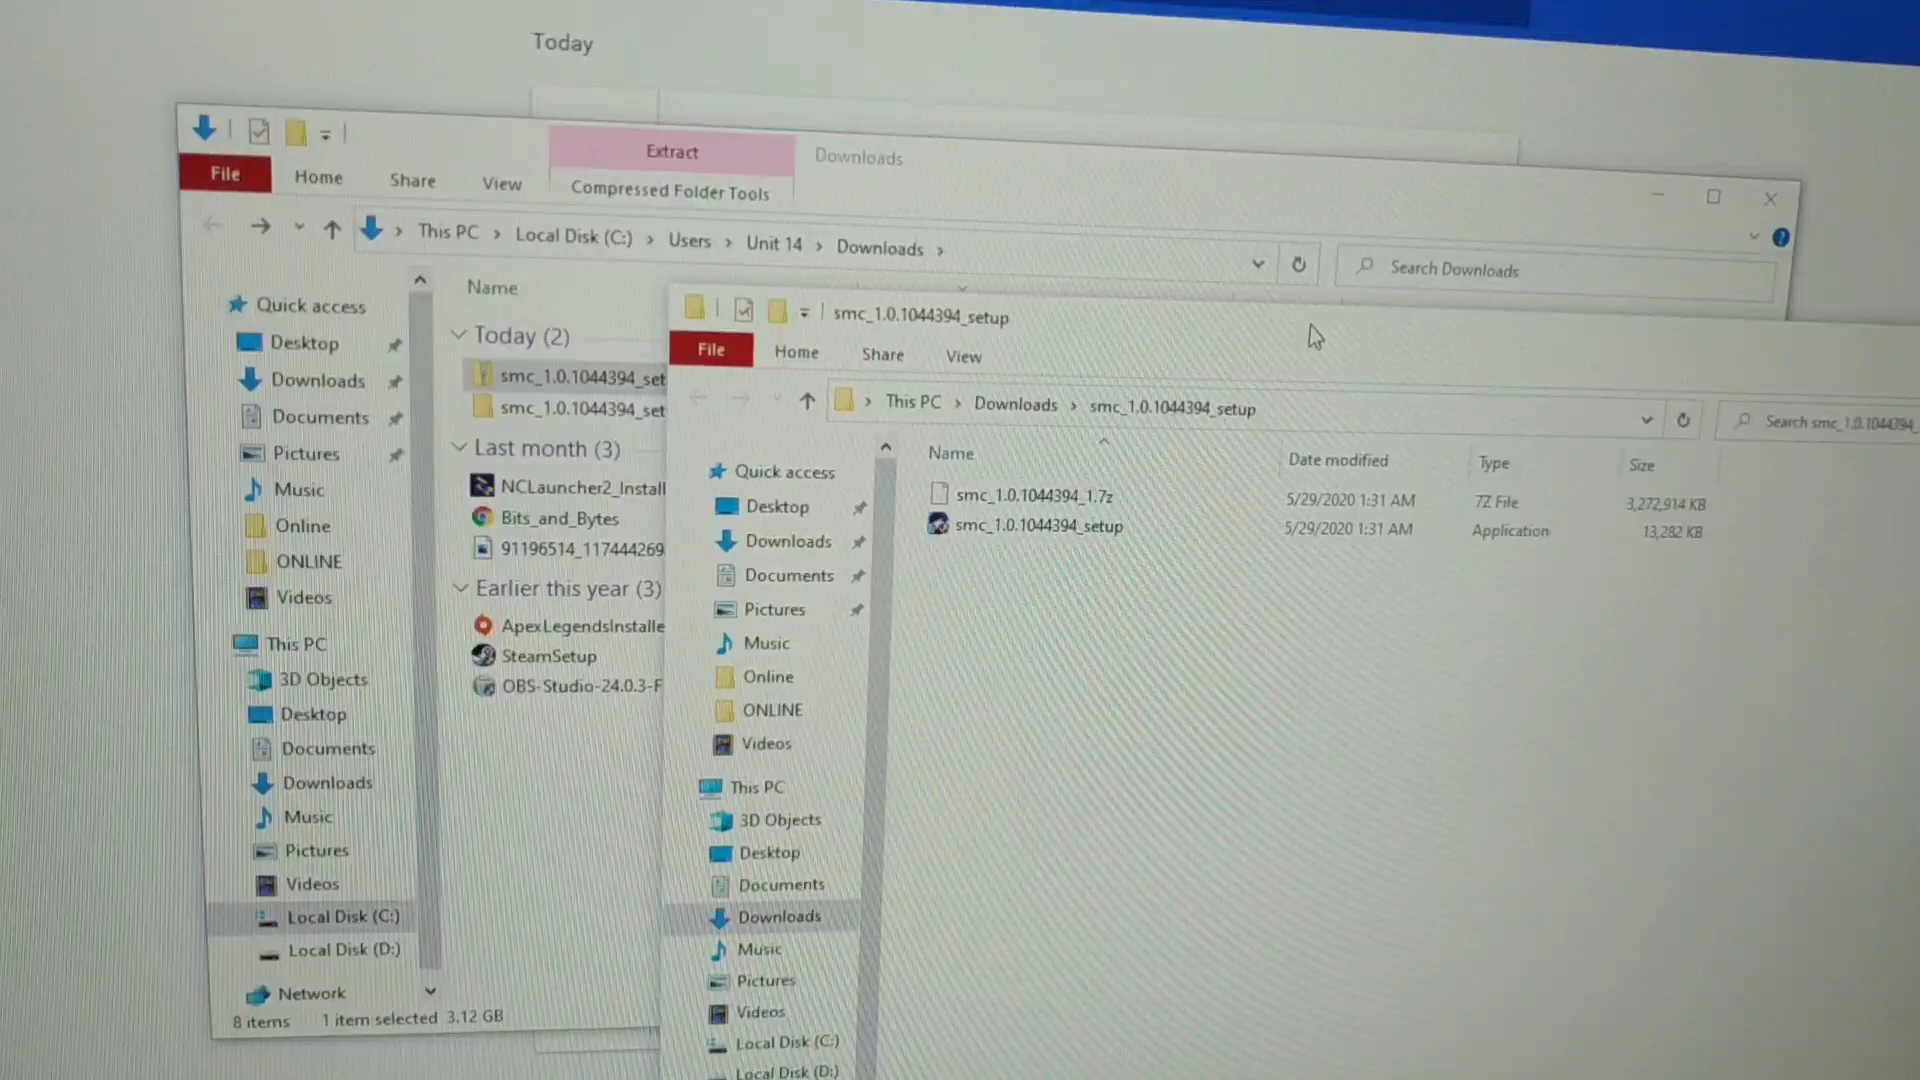 Today
Extract
Downloads
File
Home
Share
View
Compressed Folder Tools
This PC > Local Disk (C:) > Users > Unit 14 > Downloads >
Search Downloads
Name
Quick access
Desktop
Downloads
Documents
Pictures
Music
Online
ONLINE
Videos
This PC
3D Objects
Desktop
Documents
Downloads
Music
Pictures
Videos
Local Disk (C:)
Local Disk (D:)
Network
Today (2)
smc_1.0.1044394_set
smc_1.0.1044394_set
Last month (3)
NCLauncher2_Install
Bits_and_Bytes
91196514_117444269
Earlier this year (3)
ApexLegendsInstalle
SteamSetup
OBS-Studio-24.0.3-F
8 items 1 item selected 3.12 GB
smc_1.0.1044394_setup
File
Home
Share
View
This PC > Downloads > smc_1.0.1044394_setup
Search smc_1.0.1044394_
Name Date modified Type Size
smc_1.0.1044394_1.7z 5/29/2020 1:31 AM 7Z File 3,272,914 KB
smc_1.0.1044394_setup 5/29/2020 1:31 AM Application 13,282 KB
Quick access
Desktop
Downloads
Documents
Pictures
Music
Online
ONLINE
Videos
This PC
3D Objects
Desktop
Documents
Downloads
Music
Pictures
Videos
Local Disk (C:)
Local Disk (D:)